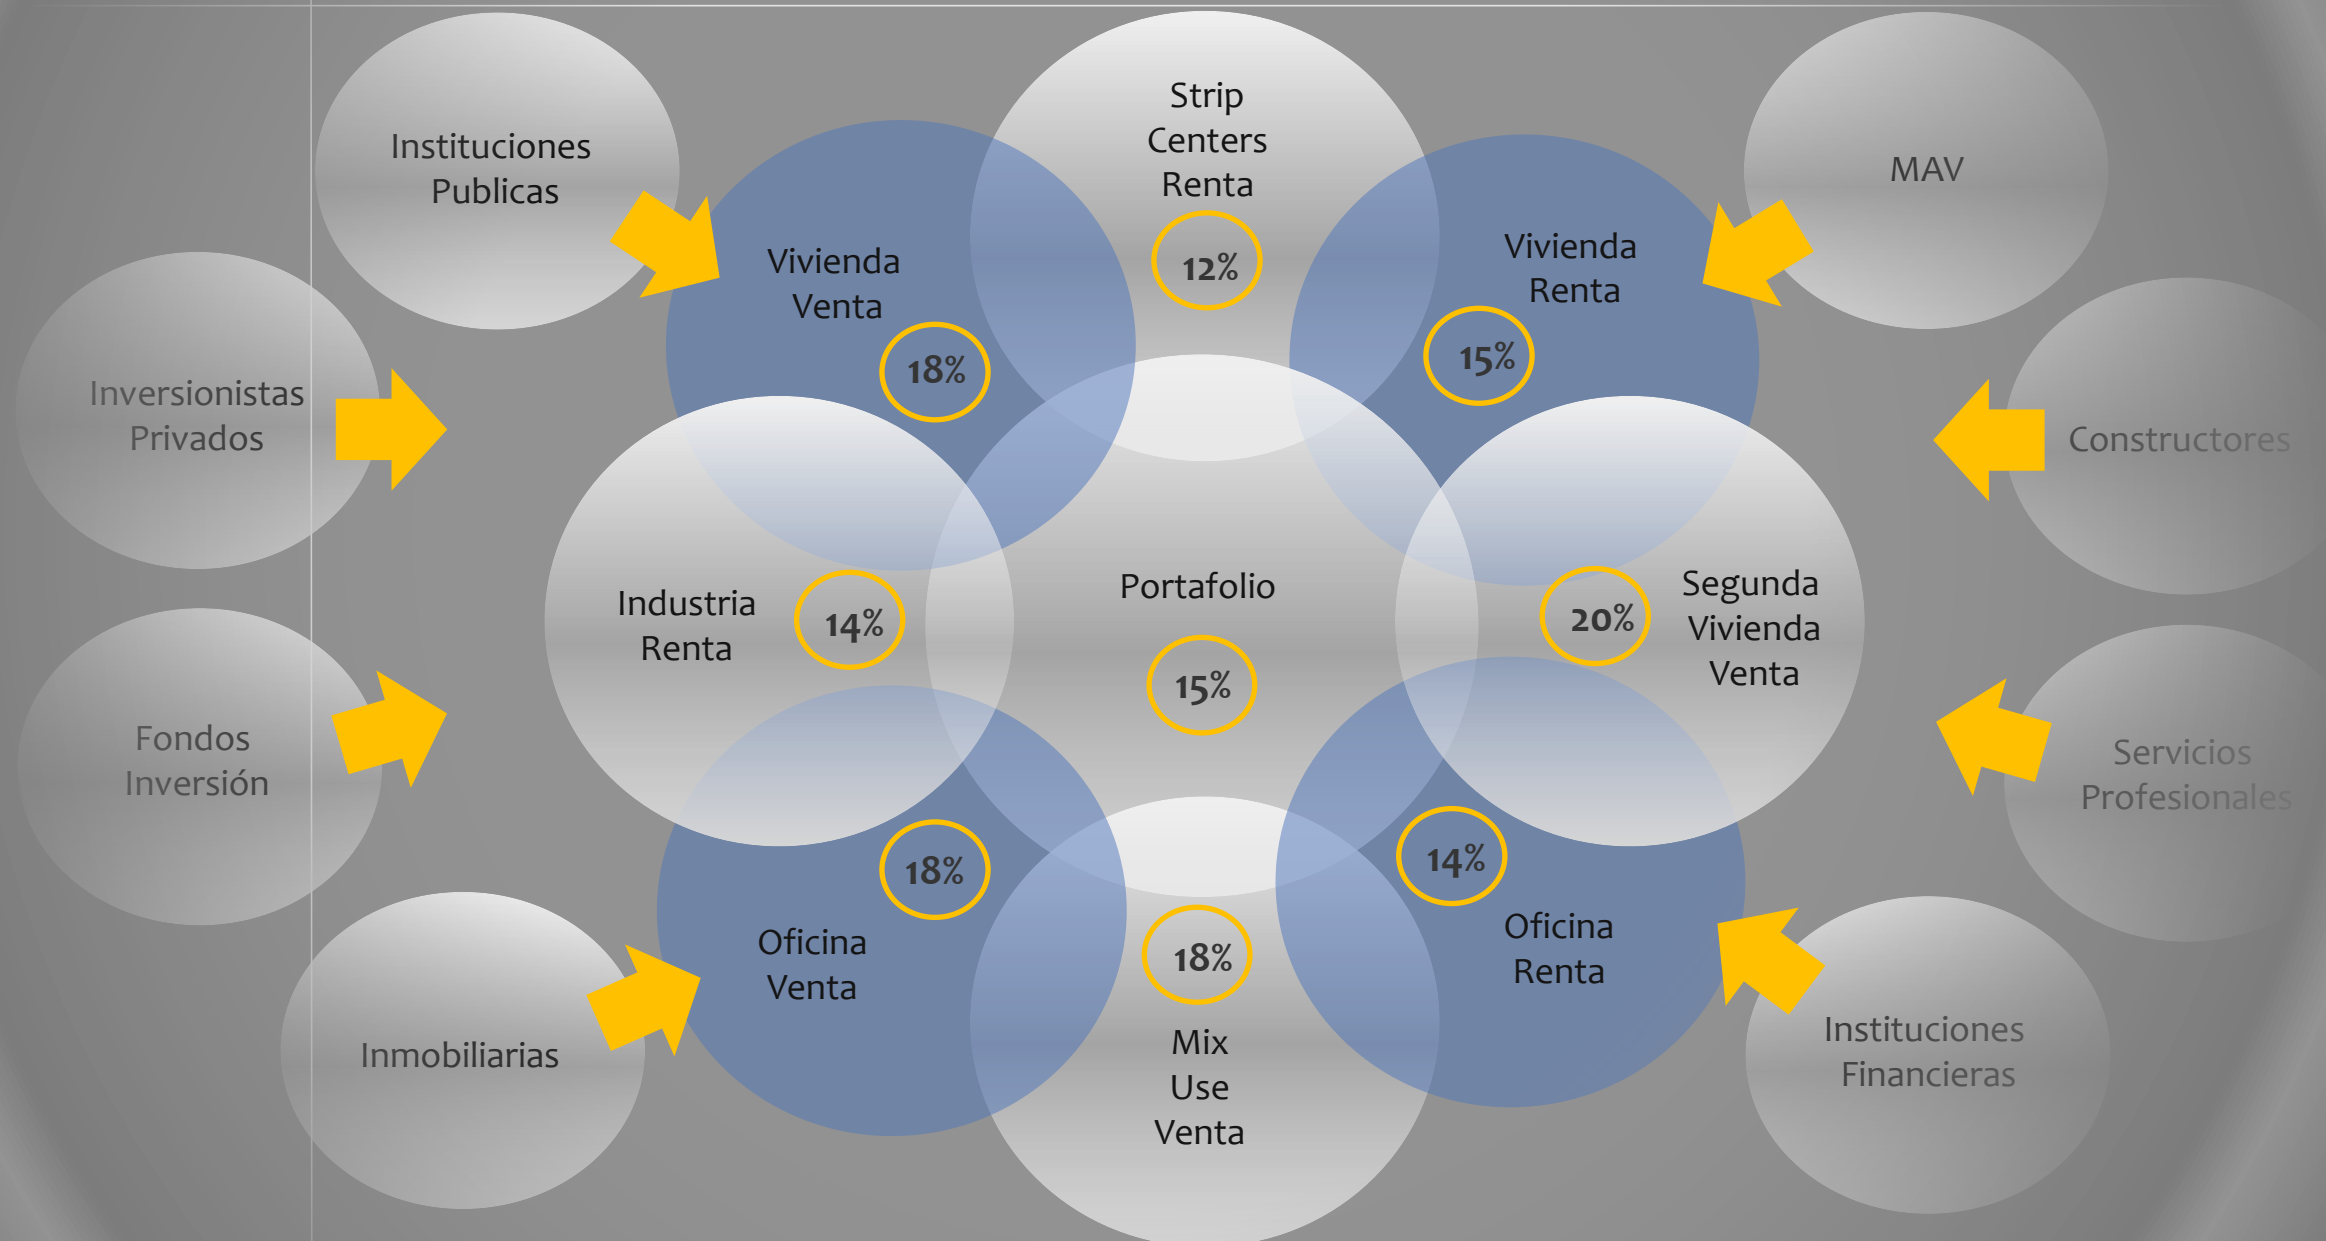 Instituciones
Publicas
Strip
Centers
Renta
12%
MAV
Vivienda
Venta
18%
Vivienda
Renta
15%
Inversionistas
Privados
Constructores
Industria
Renta
14%
Portafolio
15%
20%
Segunda
Vivienda
Venta
Fondos
Inversión
Servicios
Profesionales
18%
Oficina
Venta
14%
Oficina
Renta
18%
Mix
Use
Venta
Inmobiliarias
Instituciones
Financieras